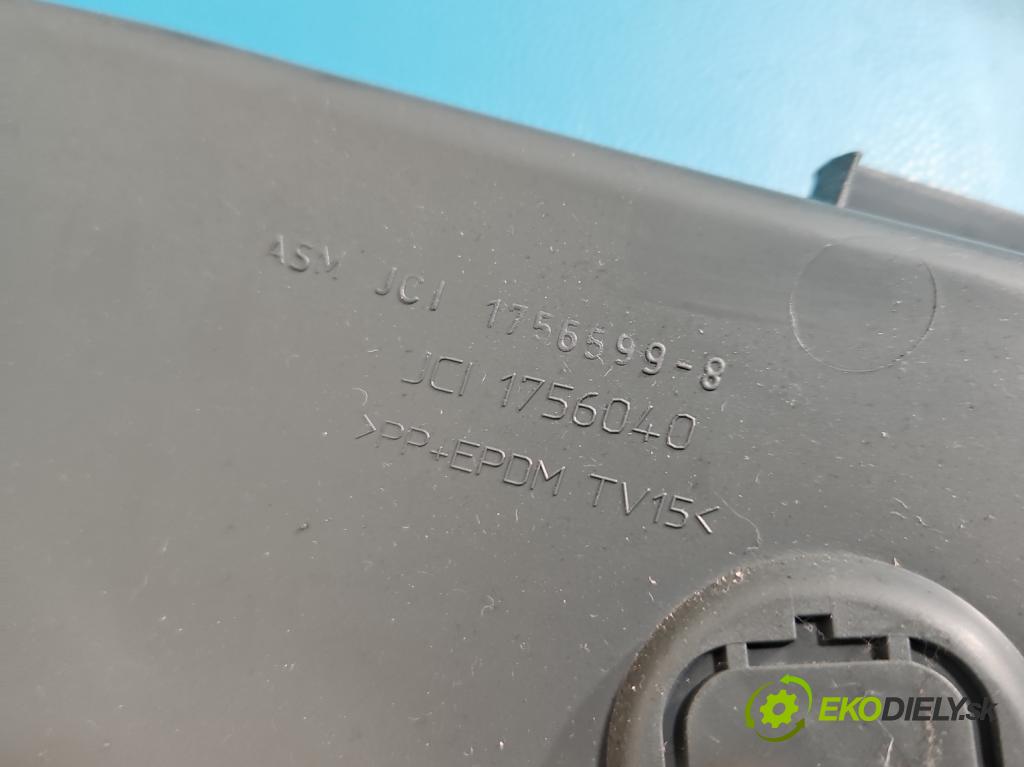 ASM JCI 1756599-8
JCI 1756040
>PP+EPDM TV15<
EKODIELY.sk